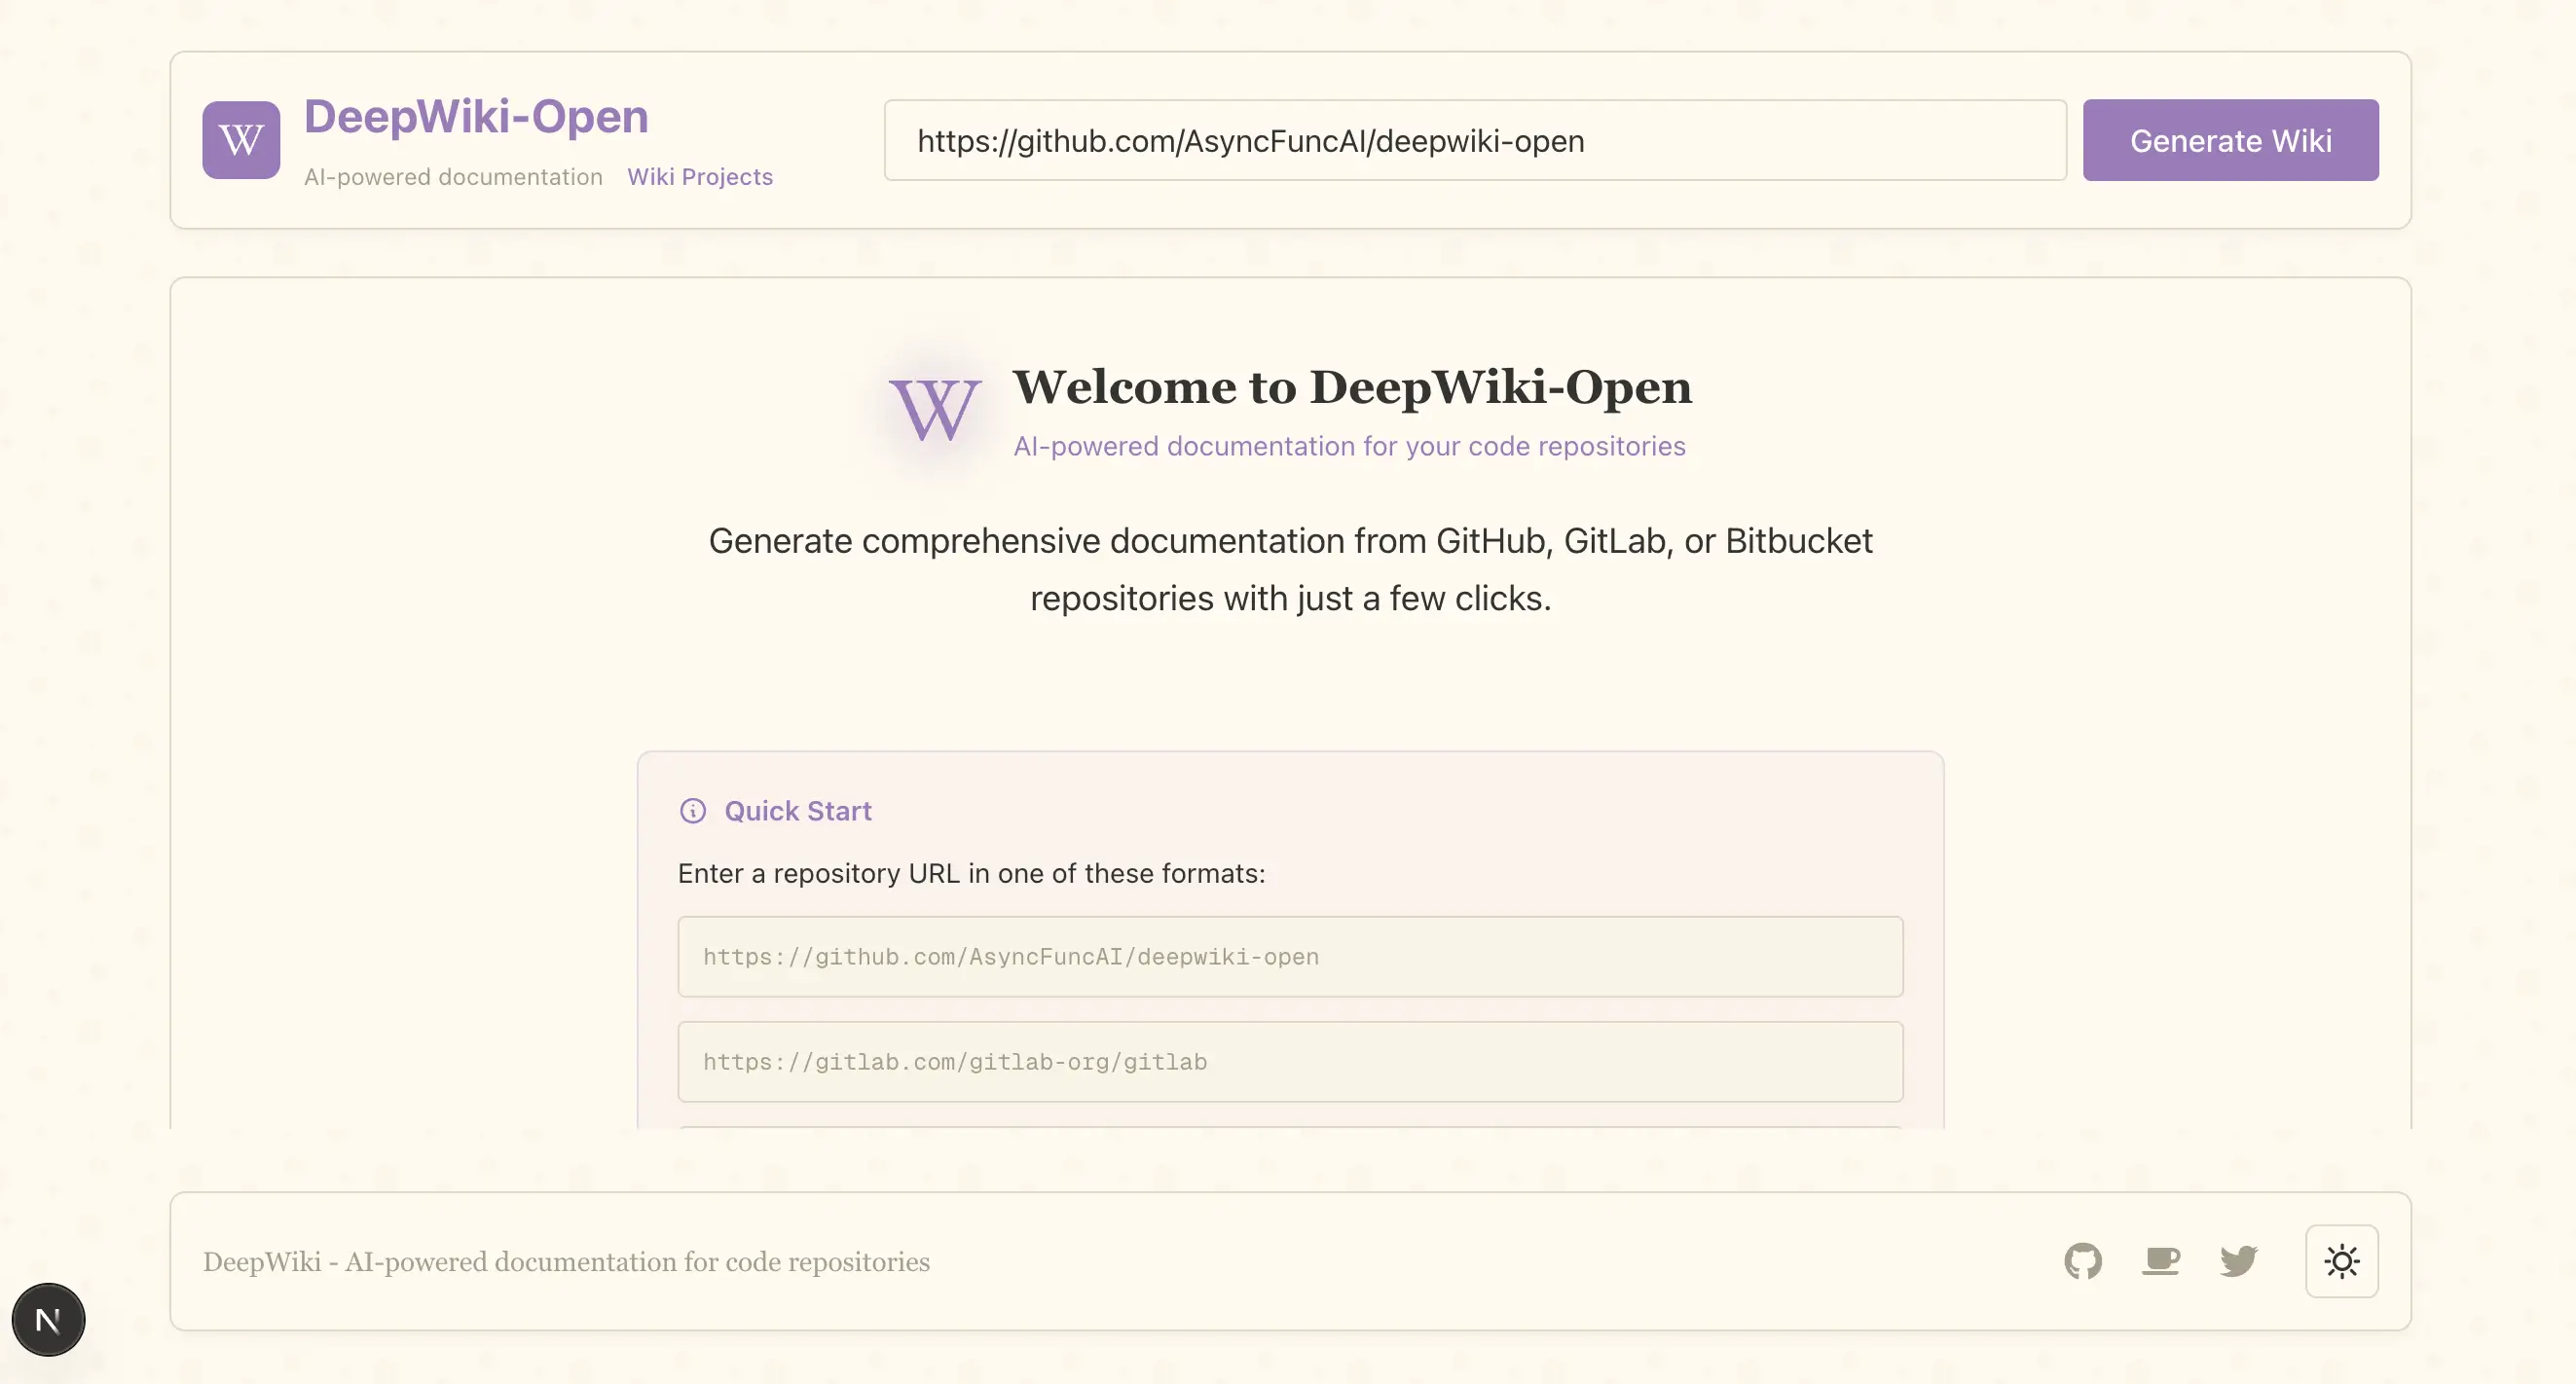 W
DeepWiki-Open
AI-powered documentation Wiki Projects
https://github.com/AsyncFuncAI/deepwiki-open
Generate Wiki
W
Welcome to DeepWiki-Open
AI-powered documentation for your code repositories
Generate comprehensive documentation from GitHub, GitLab, or Bitbucket
repositories with just a few clicks.
Quick Start
Enter a repository URL in one of these formats:
https://github.com/AsyncFuncAI/deepwiki-open
https://gitlab.com/gitlab-org/gitlab
DeepWiki - AI-powered documentation for code repositories
N